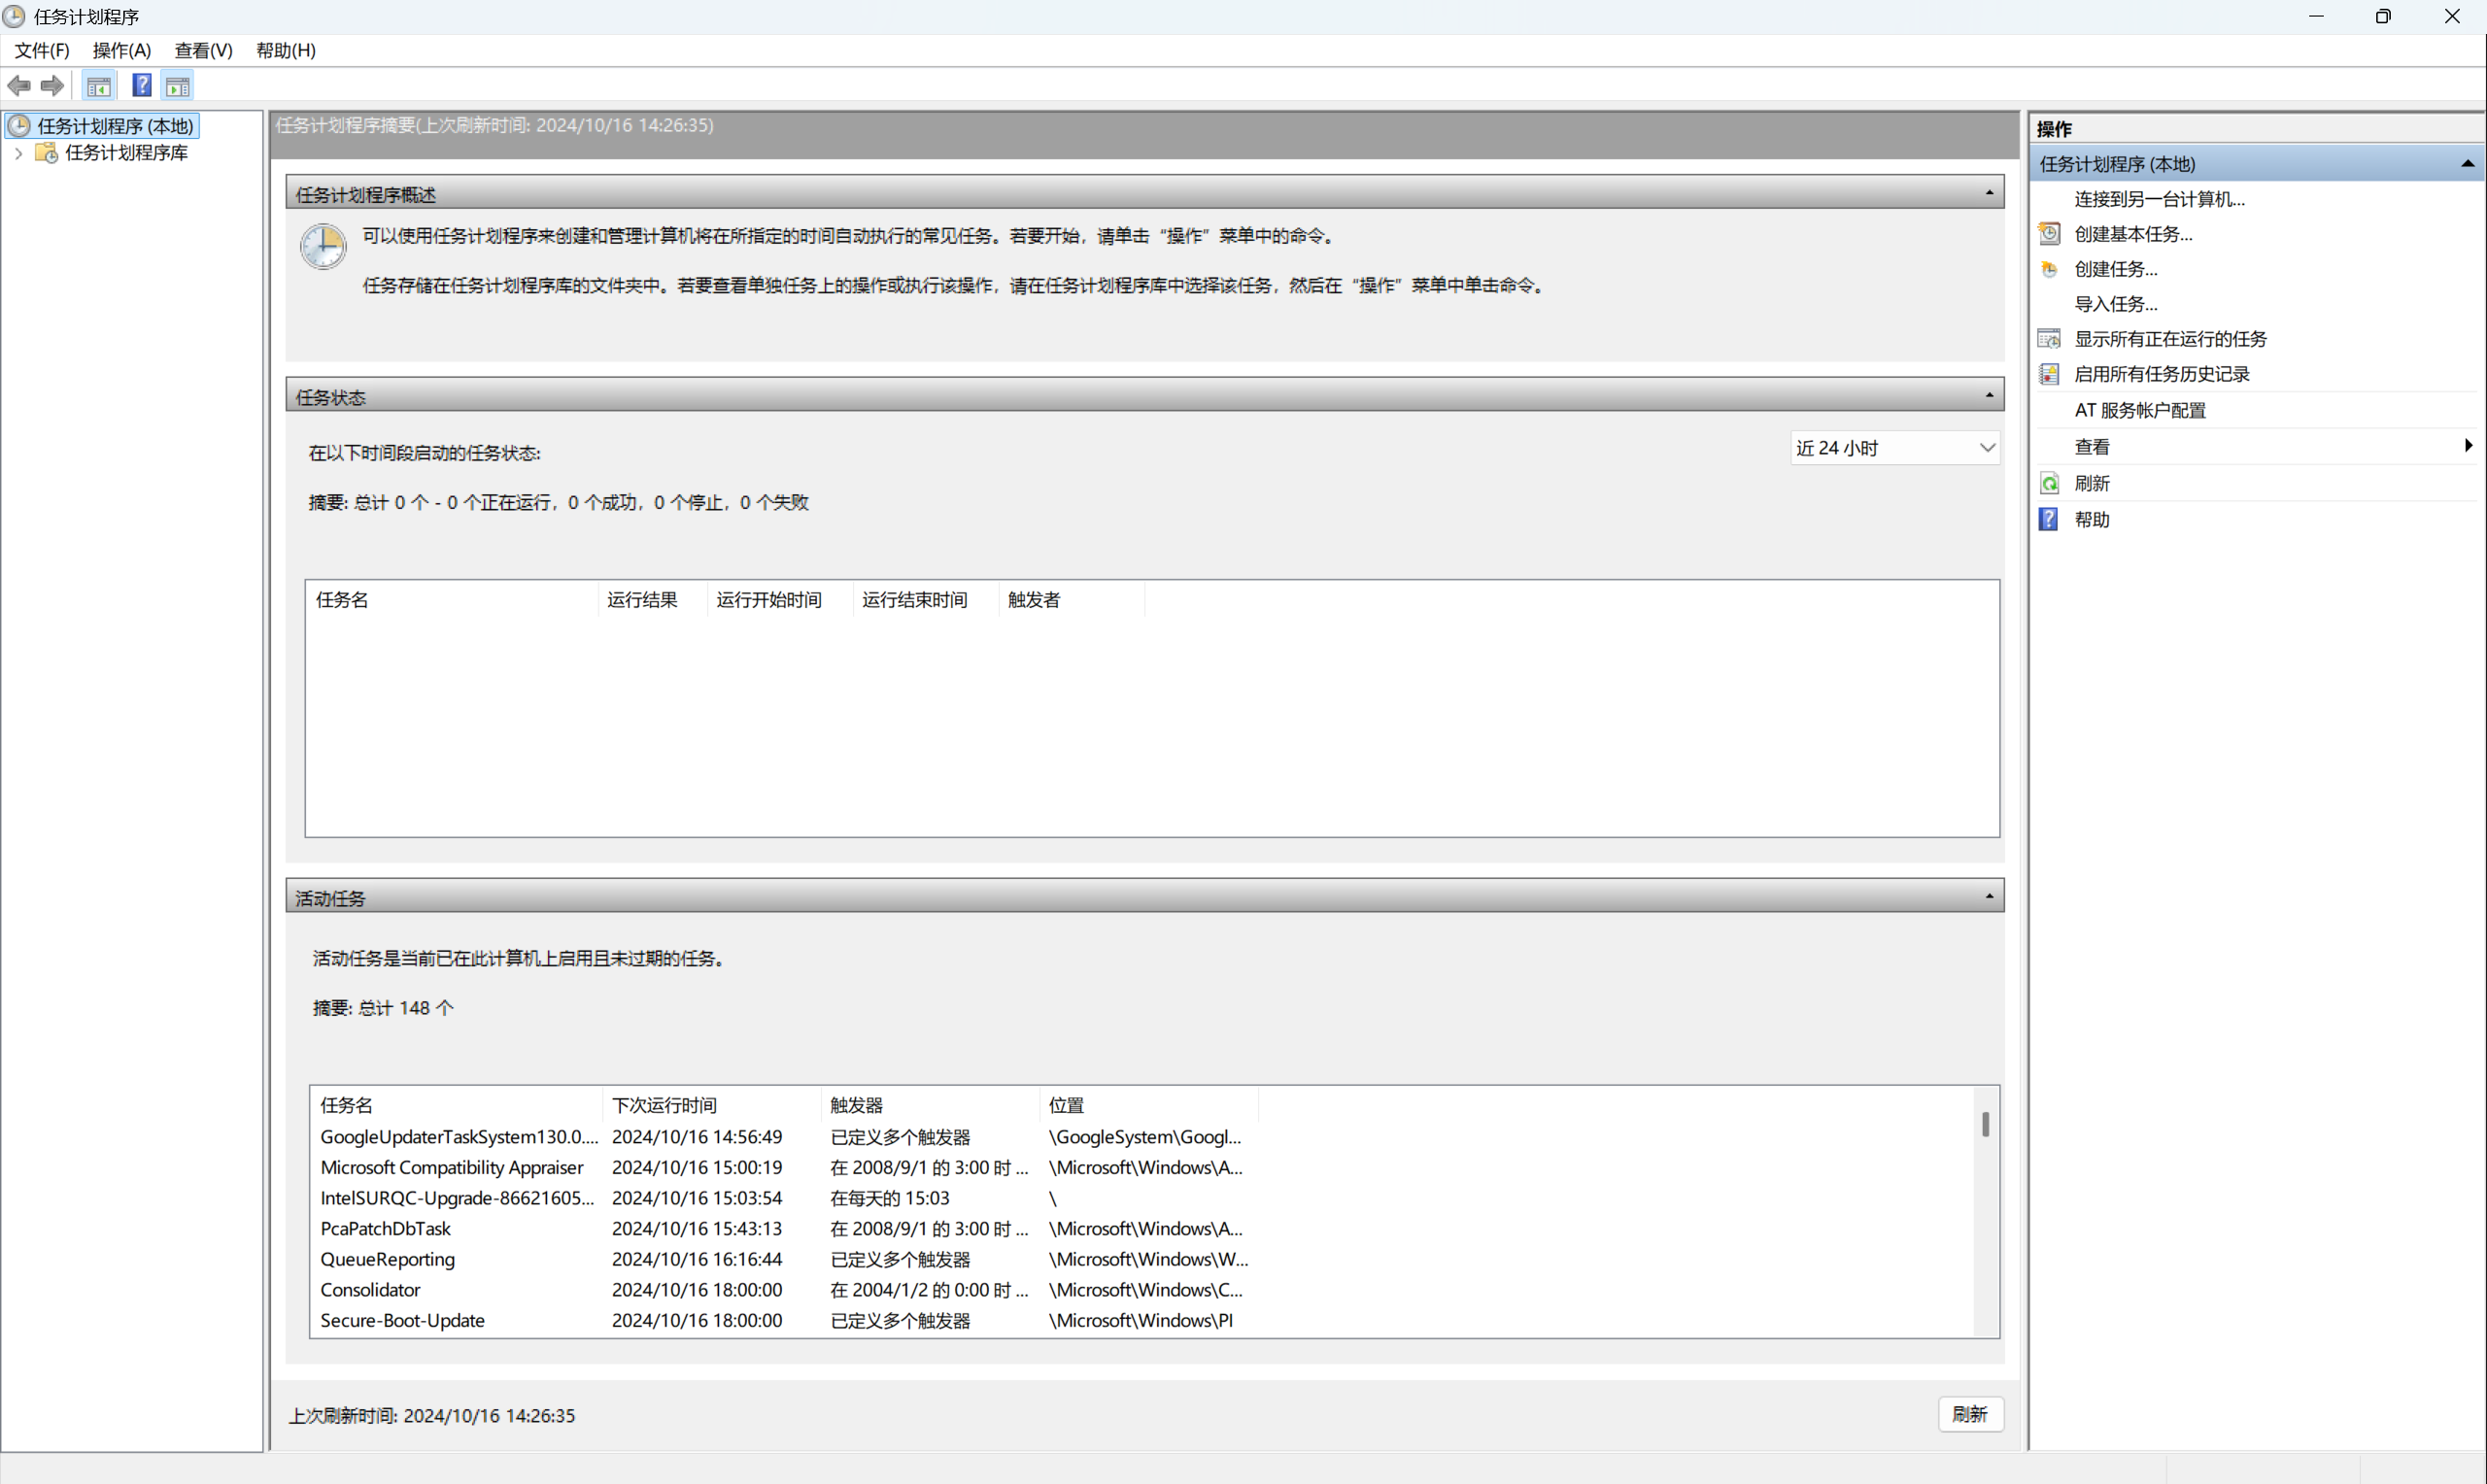 任务计划程序
文件(F) 操作(A) 查看(V) 帮助(H)
任务计划程序 (本地)
任务计划程序库
任务计划程序摘要(上次刷新时间: 2024/10/16 14:26:35)
任务计划程序概述
可以使用任务计划程序来创建和管理计算机将在所指定的时间自动执行的常见任务。若要开始，请单击“操作”菜单中的命令。
任务存储在任务计划程序库的文件夹中。若要查看单独任务上的操作或执行该操作，请在任务计划程序库中选择该任务，然后在“操作”菜单中单击命令。
任务状态
在以下时间段启动的任务状态:
近 24 小时
摘要: 总计 0 个 - 0 个正在运行，0 个成功，0 个停止，0 个失败
任务名 运行结果 运行开始时间 运行结束时间 触发者
活动任务
活动任务是当前已在此计算机上启用且未过期的任务。
摘要: 总计 148 个
任务名 下次运行时间 触发器 位置
GoogleUpdaterTaskSystem130.0.... 2024/10/16 14:56:49 已定义多个触发器 \GoogleSystem\Googl...
Microsoft Compatibility Appraiser 2024/10/16 15:00:19 在 2008/9/1 的 3:00 时 ... \Microsoft\Windows\A...
IntelSURQC-Upgrade-86621605... 2024/10/16 15:03:54 在每天的 15:03 \
PcaPatchDbTask 2024/10/16 15:43:13 在 2008/9/1 的 3:00 时 ... \Microsoft\Windows\A...
QueueReporting 2024/10/16 16:16:44 已定义多个触发器 \Microsoft\Windows\W...
Consolidator 2024/10/16 18:00:00 在 2004/1/2 的 0:00 时 ... \Microsoft\Windows\C...
Secure-Boot-Update 2024/10/16 18:00:00 已定义多个触发器 \Microsoft\Windows\PI
上次刷新时间: 2024/10/16 14:26:35
刷新
操作
任务计划程序 (本地)
连接到另一台计算机...
创建基本任务...
创建任务...
导入任务...
显示所有正在运行的任务
启用所有任务历史记录
AT 服务帐户配置
查看
刷新
帮助